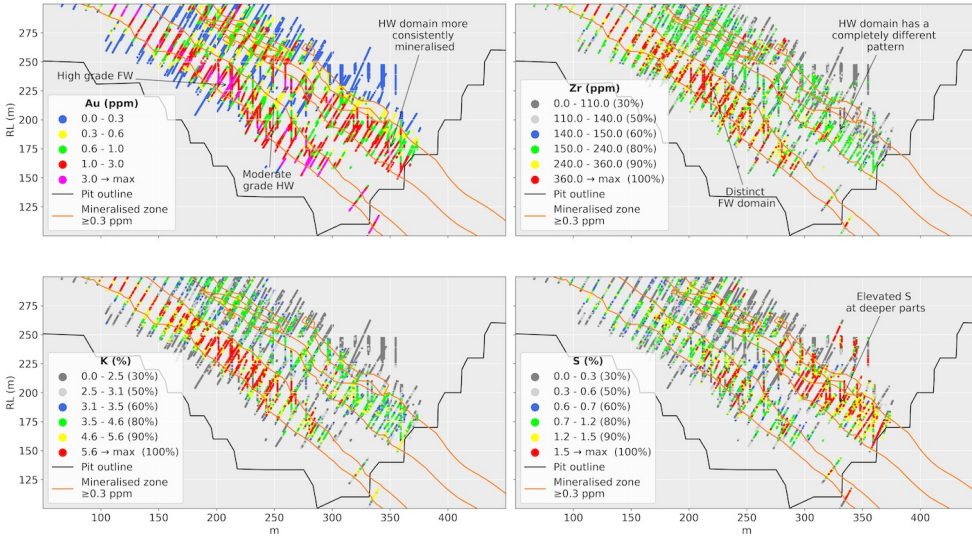 275
250
225
200
175
150
125
RL (m)
HW domain more
consistently
mineralised
High grade FW
Moderate
grade HW
Au (ppm)
0.0 - 0.3
0.3 - 0.6
0.6 - 1.0
1.0 - 3.0
3.0 → max
Pit outline
Mineralised zone
≥0.3 ppm
HW domain has a
completely different
pattern
Distinct
FW domain
Zr (ppm)
0.0 - 110.0 (30%)
110.0 - 140.0 (50%)
140.0 - 150.0 (60%)
150.0 - 240.0 (80%)
240.0 - 360.0 (90%)
360.0 → max (100%)
Pit outline
Mineralised zone
≥0.3 ppm
275
250
225
200
175
150
125
RL (m)
K (%)
0.0 - 2.5 (30%)
2.5 - 3.1 (50%)
3.1 - 3.5 (60%)
3.5 - 4.6 (80%)
4.6 - 5.6 (90%)
5.6 → max (100%)
Pit outline
Mineralised zone
≥0.3 ppm
50 100 150 200 250 300 350 400
m
Elevated S
at deeper parts
S (%)
0.0 - 0.3 (30%)
0.3 - 0.6 (50%)
0.6 - 0.7 (60%)
0.7 - 1.2 (80%)
1.2 - 1.5 (90%)
1.5 → max (100%)
Pit outline
Mineralised zone
≥0.3 ppm
100 150 200 250 300 350 400 450
m